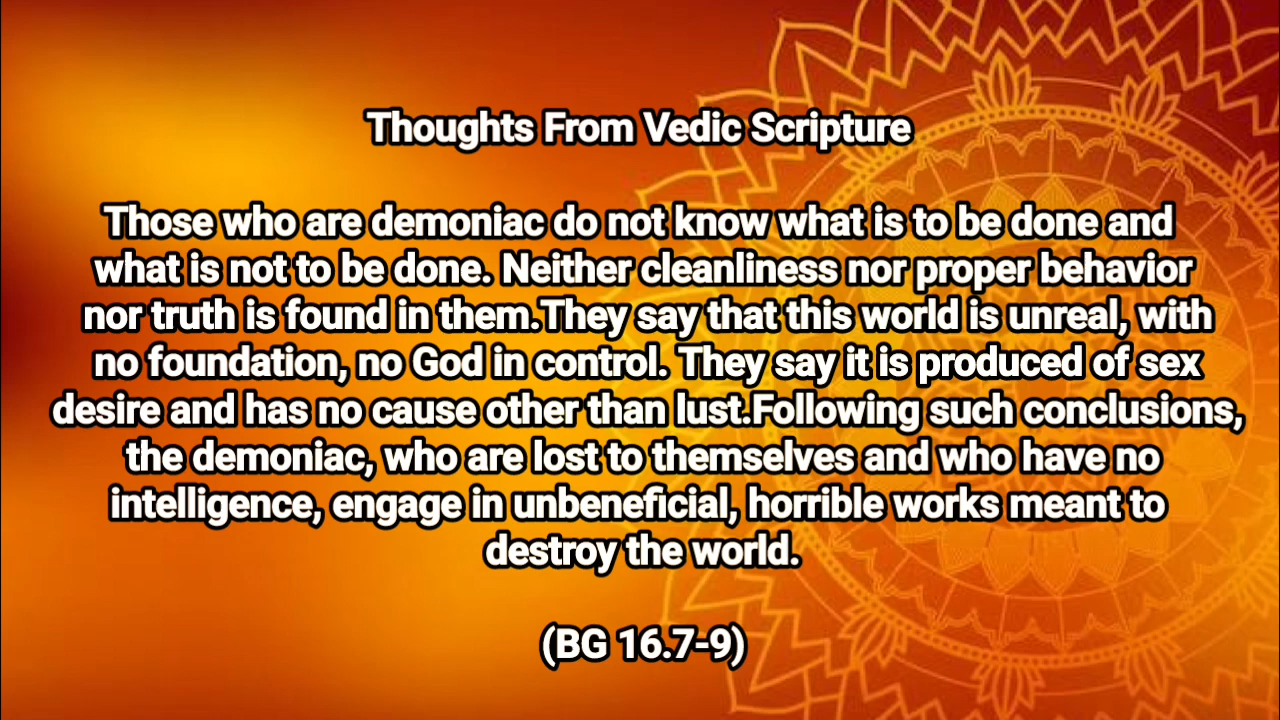 Thoughts From Vedic Scripture
Those who are demoniac do not know what is to be done and
what is not to be done. Neither cleanliness nor proper behavior
nor truth is found in them.They say that this world is unreal, with
no foundation, no God in control. They say it is produced of sex
desire and has no cause other than lust.Following such conclusions,
the demoniac, who are lost to themselves and who have no
intelligence, engage in unbeneficial, horrible works meant to
destroy the world.
(BG 16.7-9)